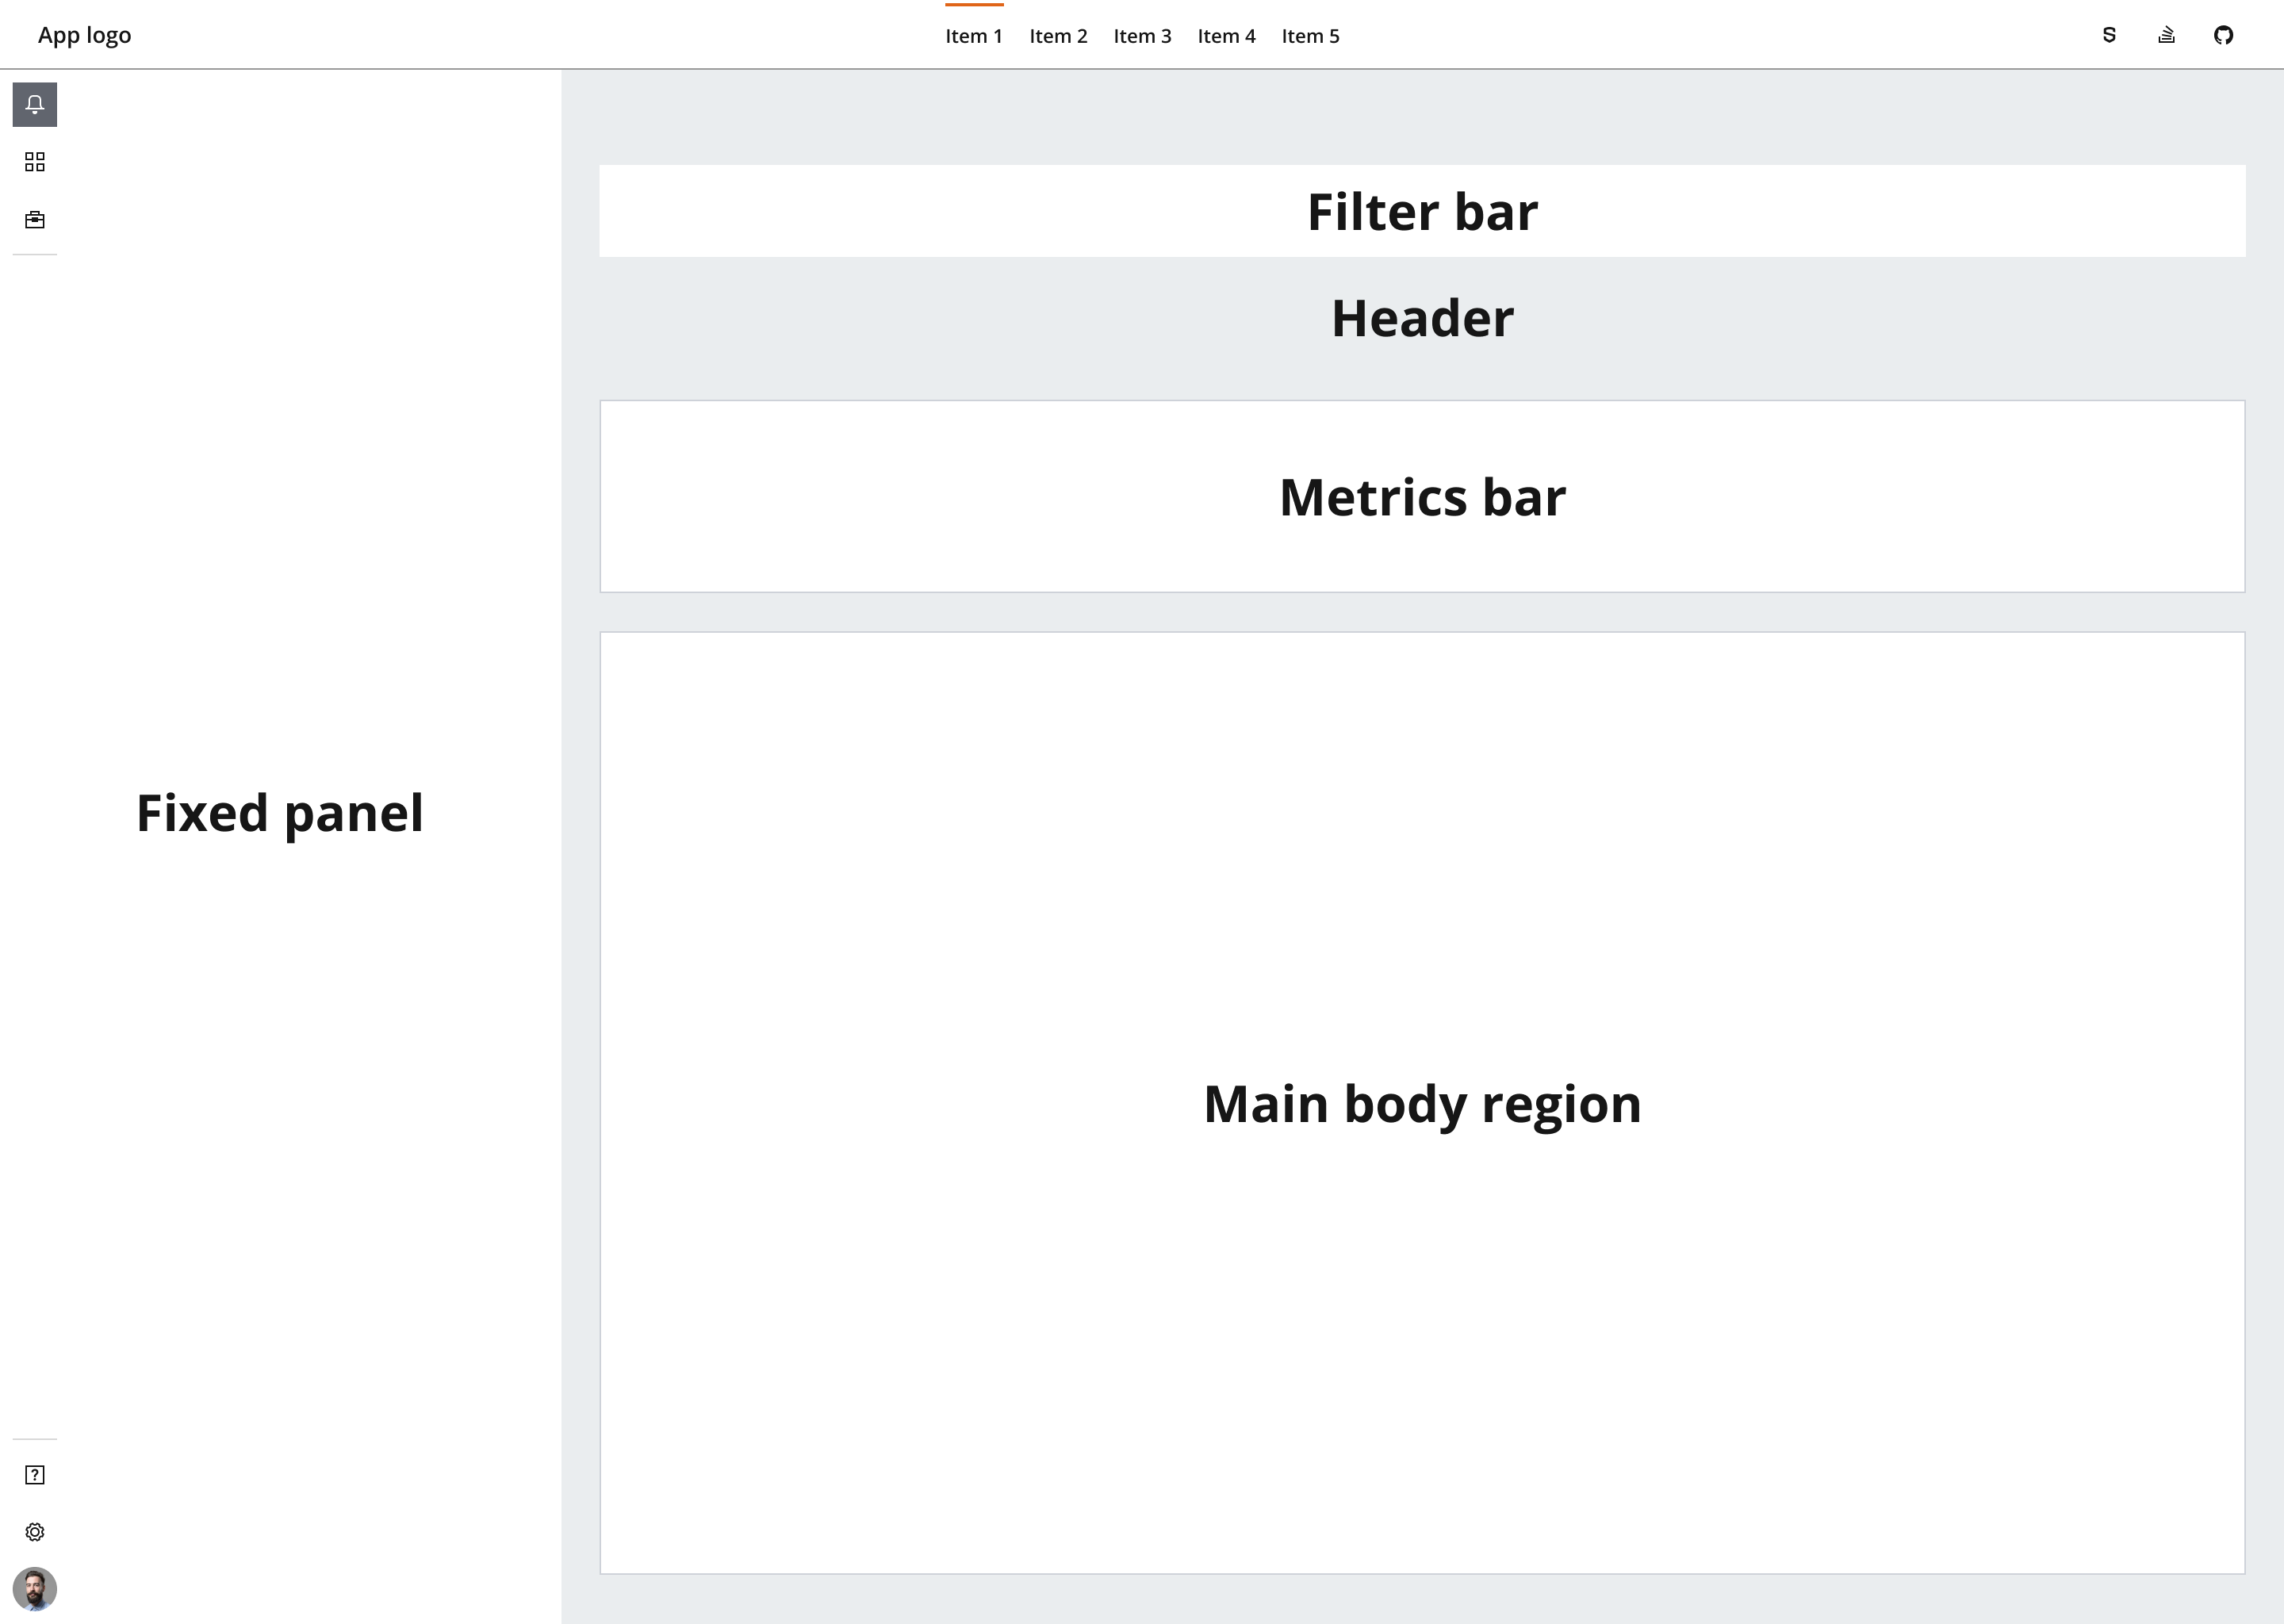 App logo
Item 1 Item 2 Item 3 Item 4 Item 5
Filter bar
Header
Metrics bar
Fixed panel
Main body region